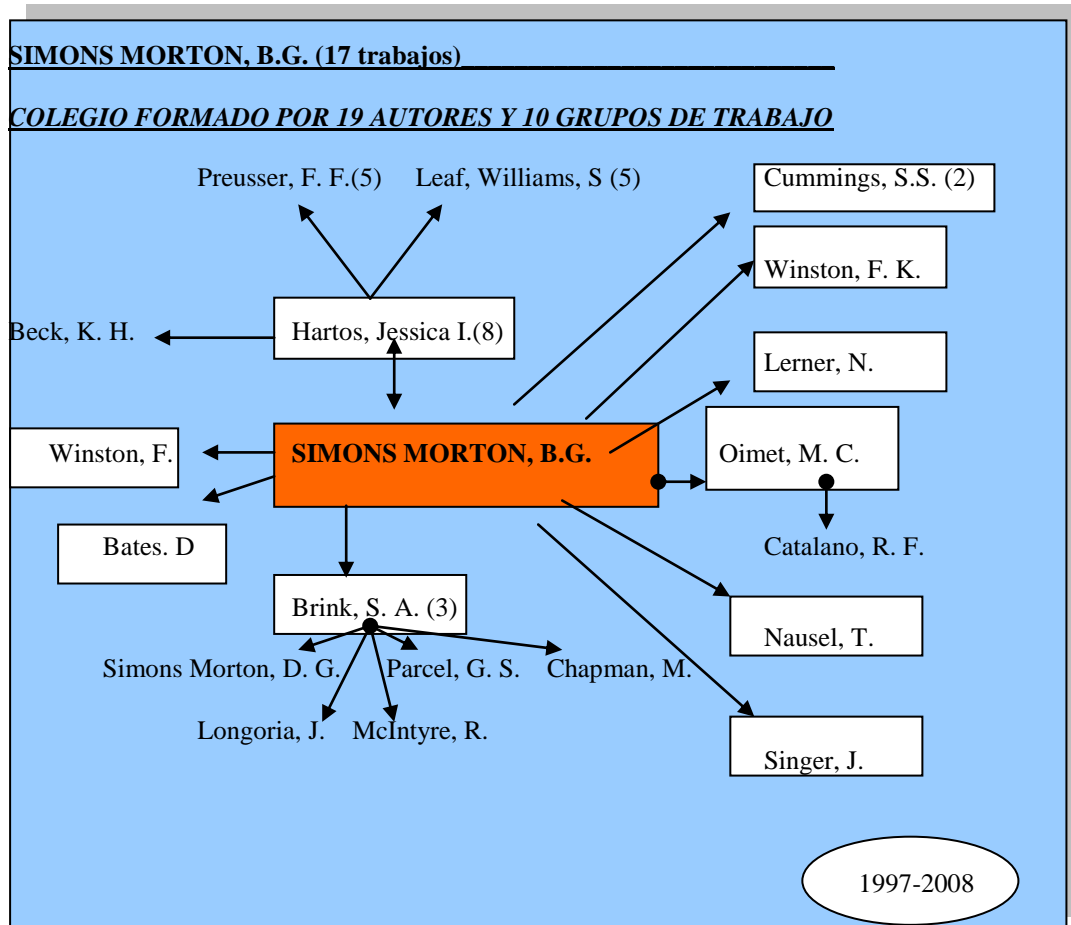 SIMONS MORTON, B.G. (17 trabajos)
COLEGIO FORMADO POR 19 AUTORES Y 10 GRUPOS DE TRABAJO
Preusser, F. F.(5)
Leaf, Williams, S (5)
Cummings, S.S. (2)
Winston, F. K.
Beck, K. H.
Hartos, Jessica I.(8)
Lerner, N.
Winston, F.
SIMONS MORTON, B.G.
Oimet, M. C.
Bates. D
Catalano, R. F.
Brink, S. A. (3)
Nausel, T.
Simons Morton, D. G.
Parcel, G. S.
Chapman, M.
Longoria, J.
McIntyre, R.
Singer, J.
1997-2008